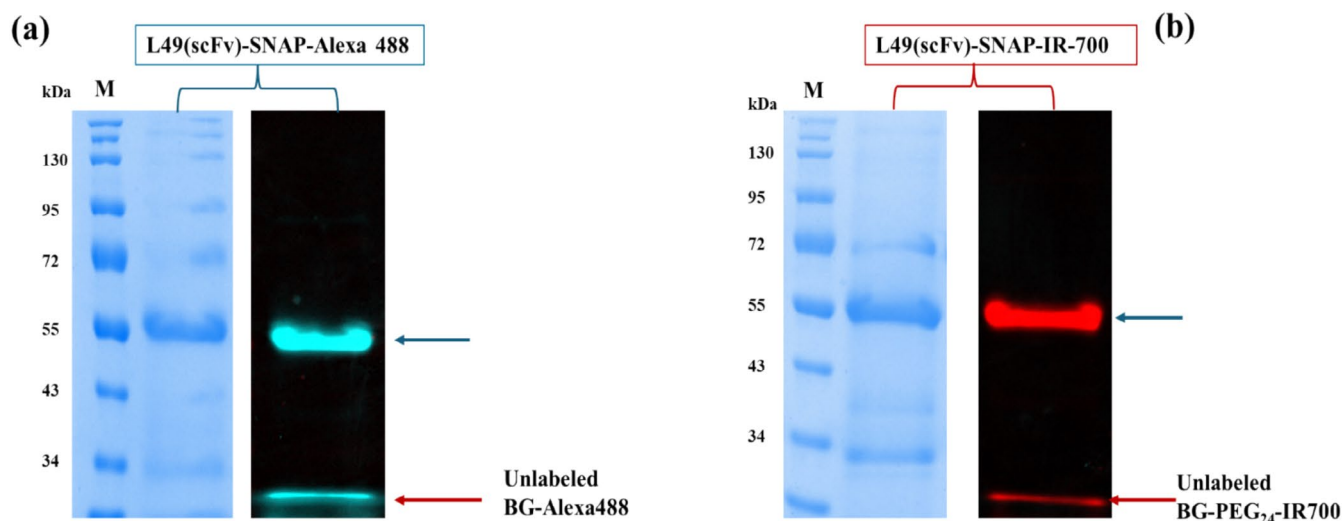 (a)
L49(scFv)-SNAP-Alexa 488
kDa
M
130
95
72
55
43
34
Unlabeled
BG-Alexa488
(b)
L49(scFv)-SNAP-IR-700
kDa
M
130
95
72
55
43
34
Unlabeled
BG-PEG₂₄-IR700